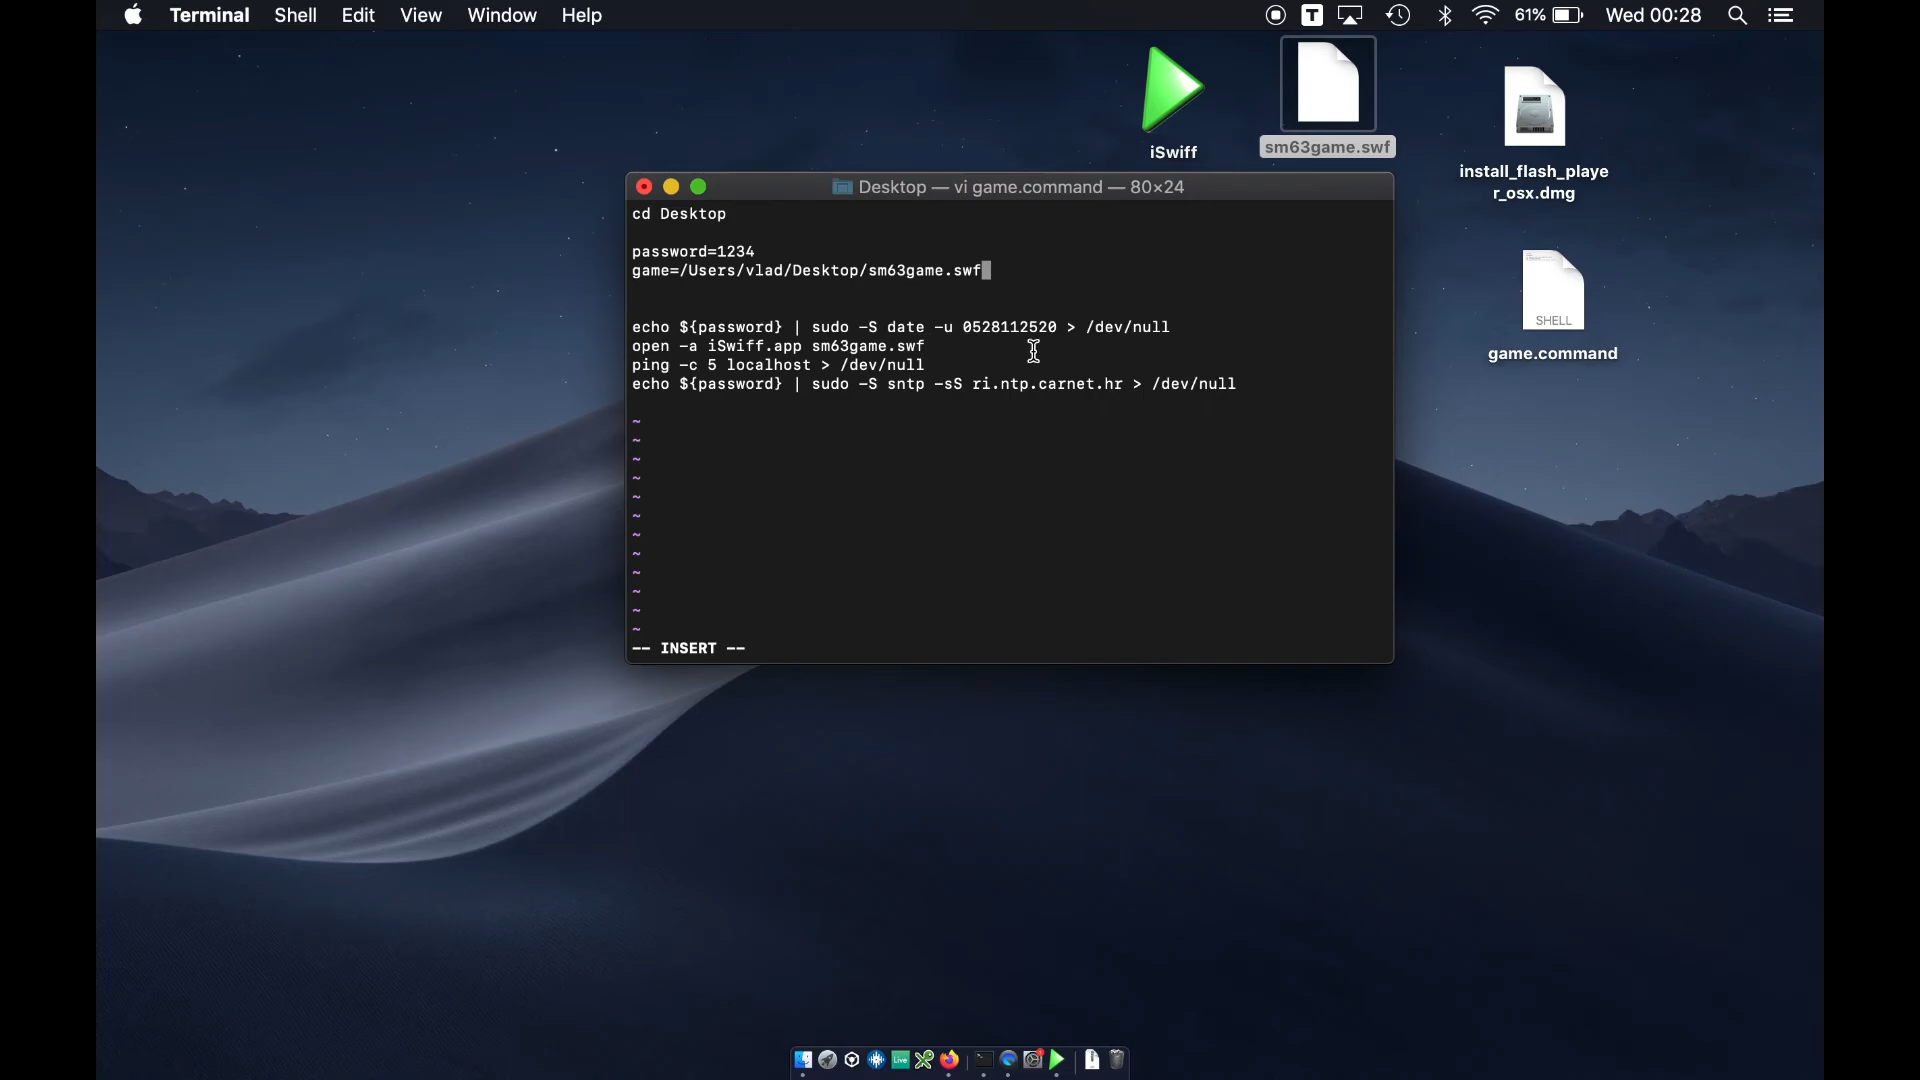 Terminal Shell Edit View Window Help T 61% Wed 00:28
iSwiff
sm63game.swf
install_flash_playe
r_osx.dmg
SHELL
game.command
Desktop — vi game.command — 80×24
cd Desktop
password=1234
game=/Users/vlad/Desktop/sm63game.swf
echo ${password} | sudo -S date -u 0528112520 > /dev/null
open -a iSwiff.app sm63game.swf
ping -c 5 localhost > /dev/null
echo ${password} | sudo -S sntp -sS ri.ntp.carnet.hr > /dev/null
~
~
~
~
~
~
~
~
~
~
~
~
-- INSERT --
Live